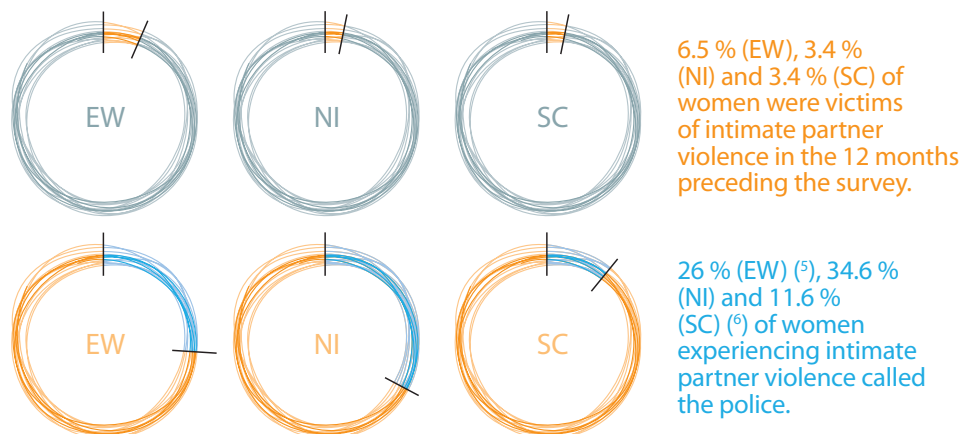 EW
NI
SC
6.5 % (EW), 3.4 %
(NI) and 3.4 % (SC) of
women were victims
of intimate partner
violence in the 12 months
preceding the survey.
EW
NI
SC
26 % (EW) (⁵), 34.6 %
(NI) and 11.6 %
(SC) (⁶) of women
experiencing intimate
partner violence called
the police.